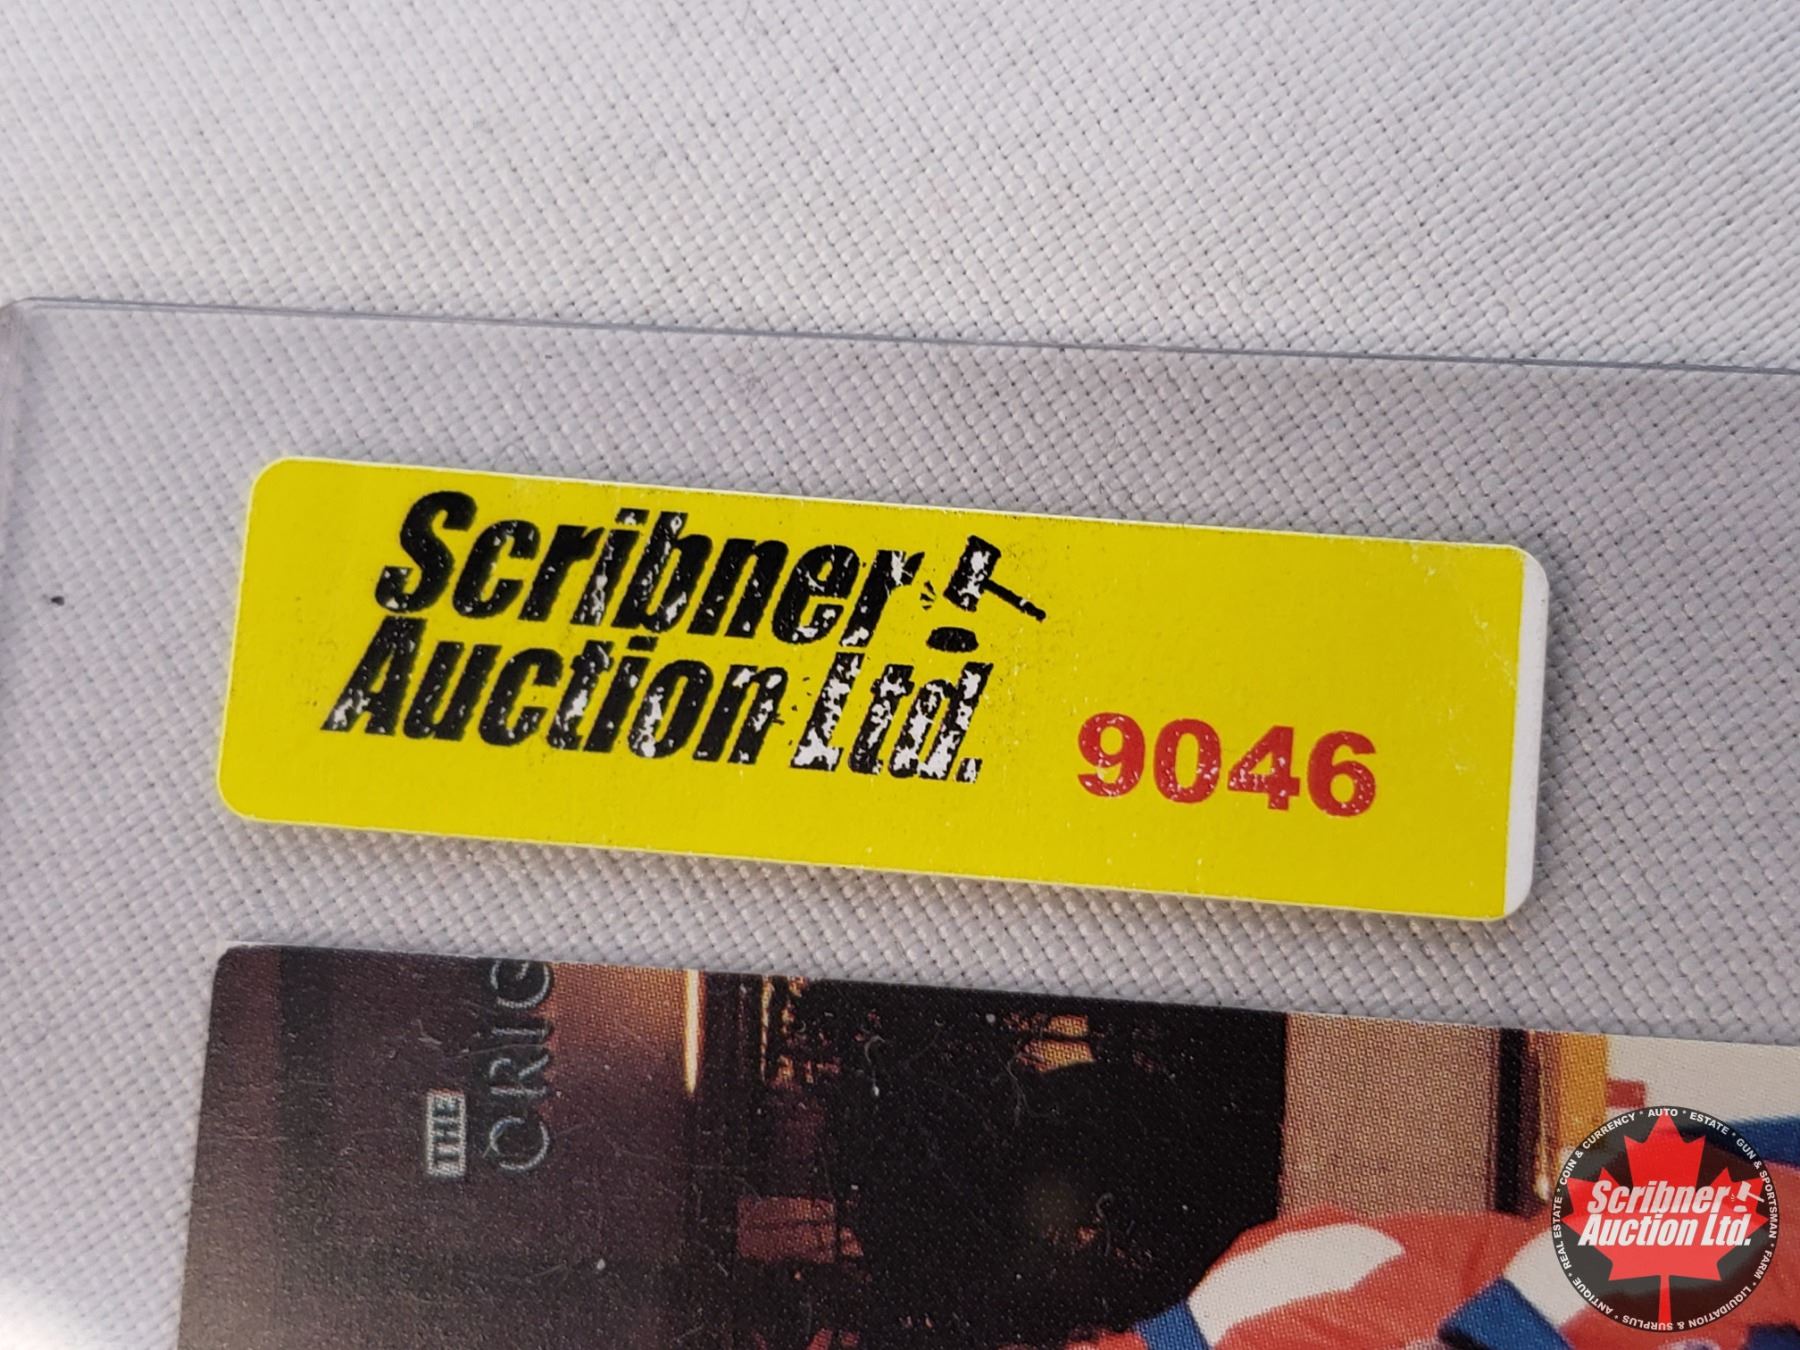 Scribner
Auction Ltd.
9046
THE
ORIG
COIN & CURRENCY * AUTO * ESTATE * GUN & SPORTSMAN * FARM * LIQUIDATION & SURPLUS * ANTIQUE * REAL ESTATE *
Scribner
Auction Ltd.